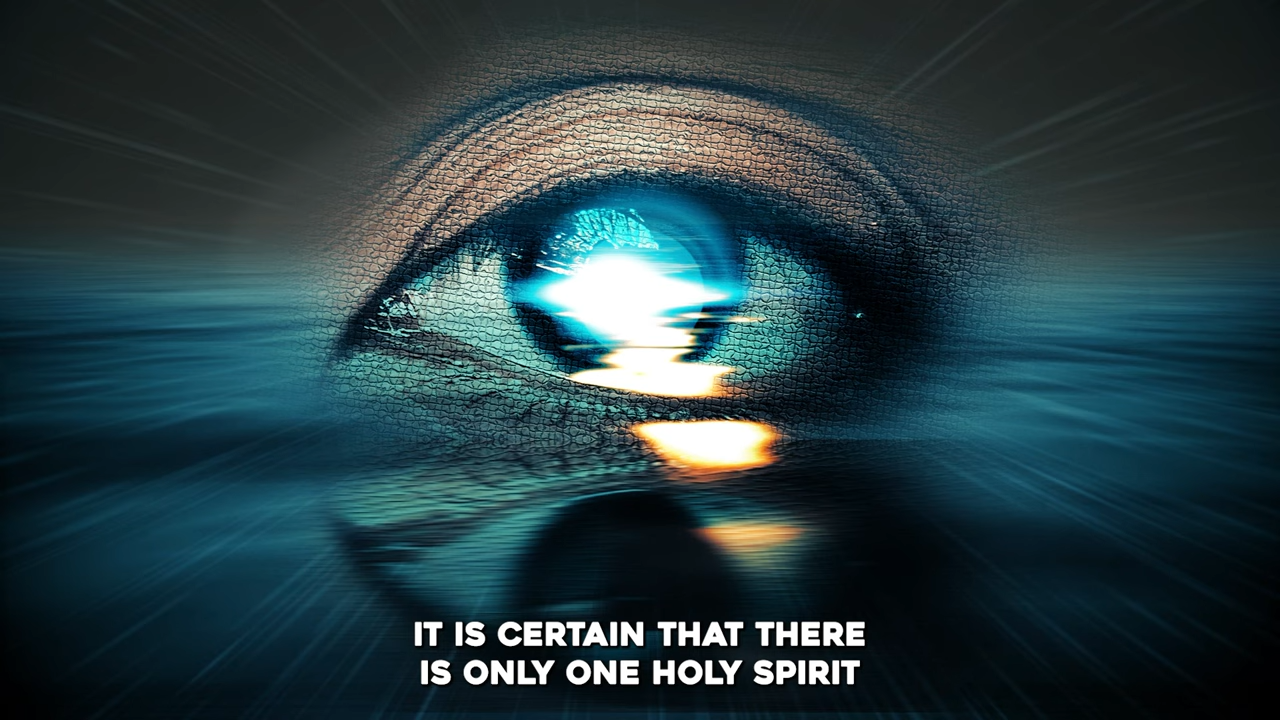 IT IS CERTAIN THAT THERE
IS ONLY ONE HOLY SPIRIT